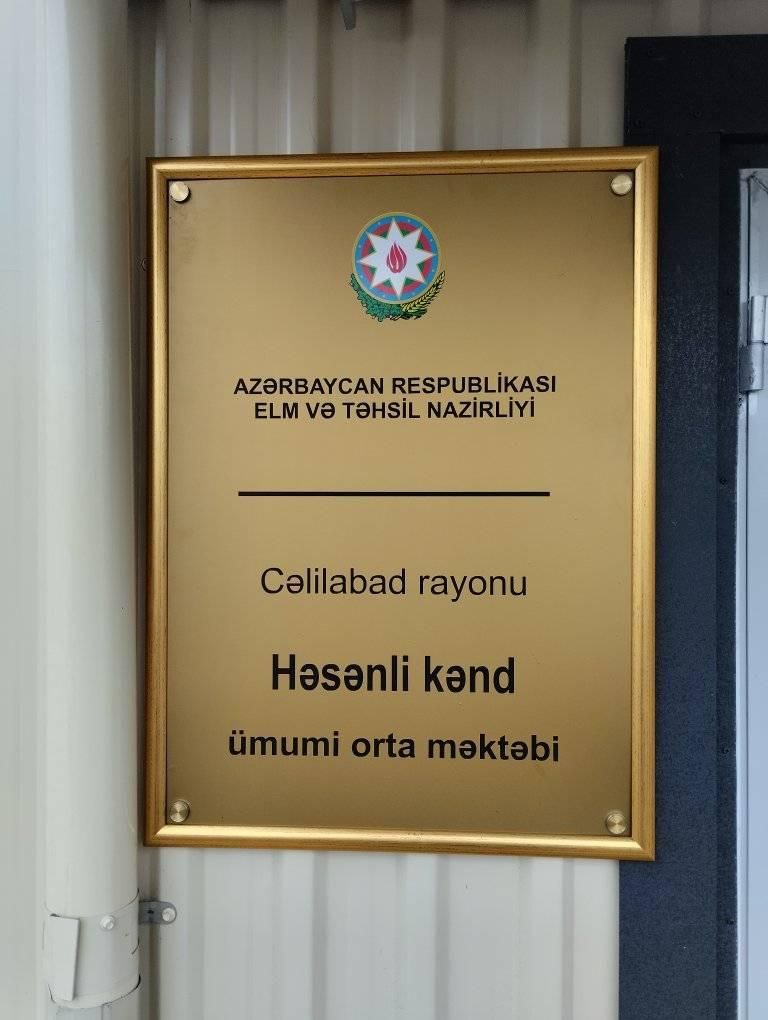 AZƏRBAYCAN RESPUBLİKASI
ELM VƏ TƏHSİL NAZİRLİYİ
Cəlilabad rayonu
Həsənli kənd
ümumi orta məktəbi